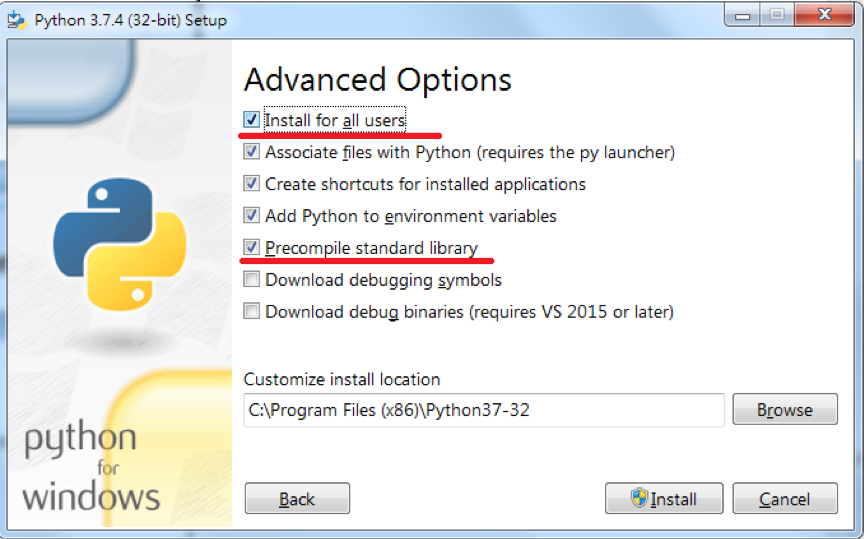 Python 3.7.4 (32-bit) Setup
Advanced Options
Install for all users
Associate files with Python (requires the py launcher)
Create shortcuts for installed applications
Add Python to environment variables
Precompile standard library
Download debugging symbols
Download debug binaries (requires VS 2015 or later)
Customize install location
C:\Program Files (x86)\Python37-32
Browse
python
for
windows
Back
Install
Cancel